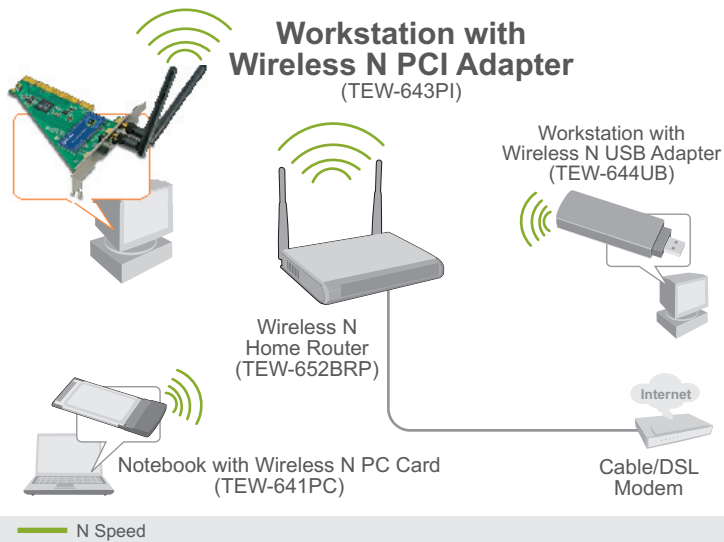 Workstation with
Wireless N PCI Adapter
(TEW-643PI)
Workstation with
Wireless N USB Adapter
(TEW-644UB)
Wireless N
Home Router
(TEW-652BRP)
Internet
Notebook with Wireless N PC Card
(TEW-641PC)
Cable/DSL
Modem
N Speed